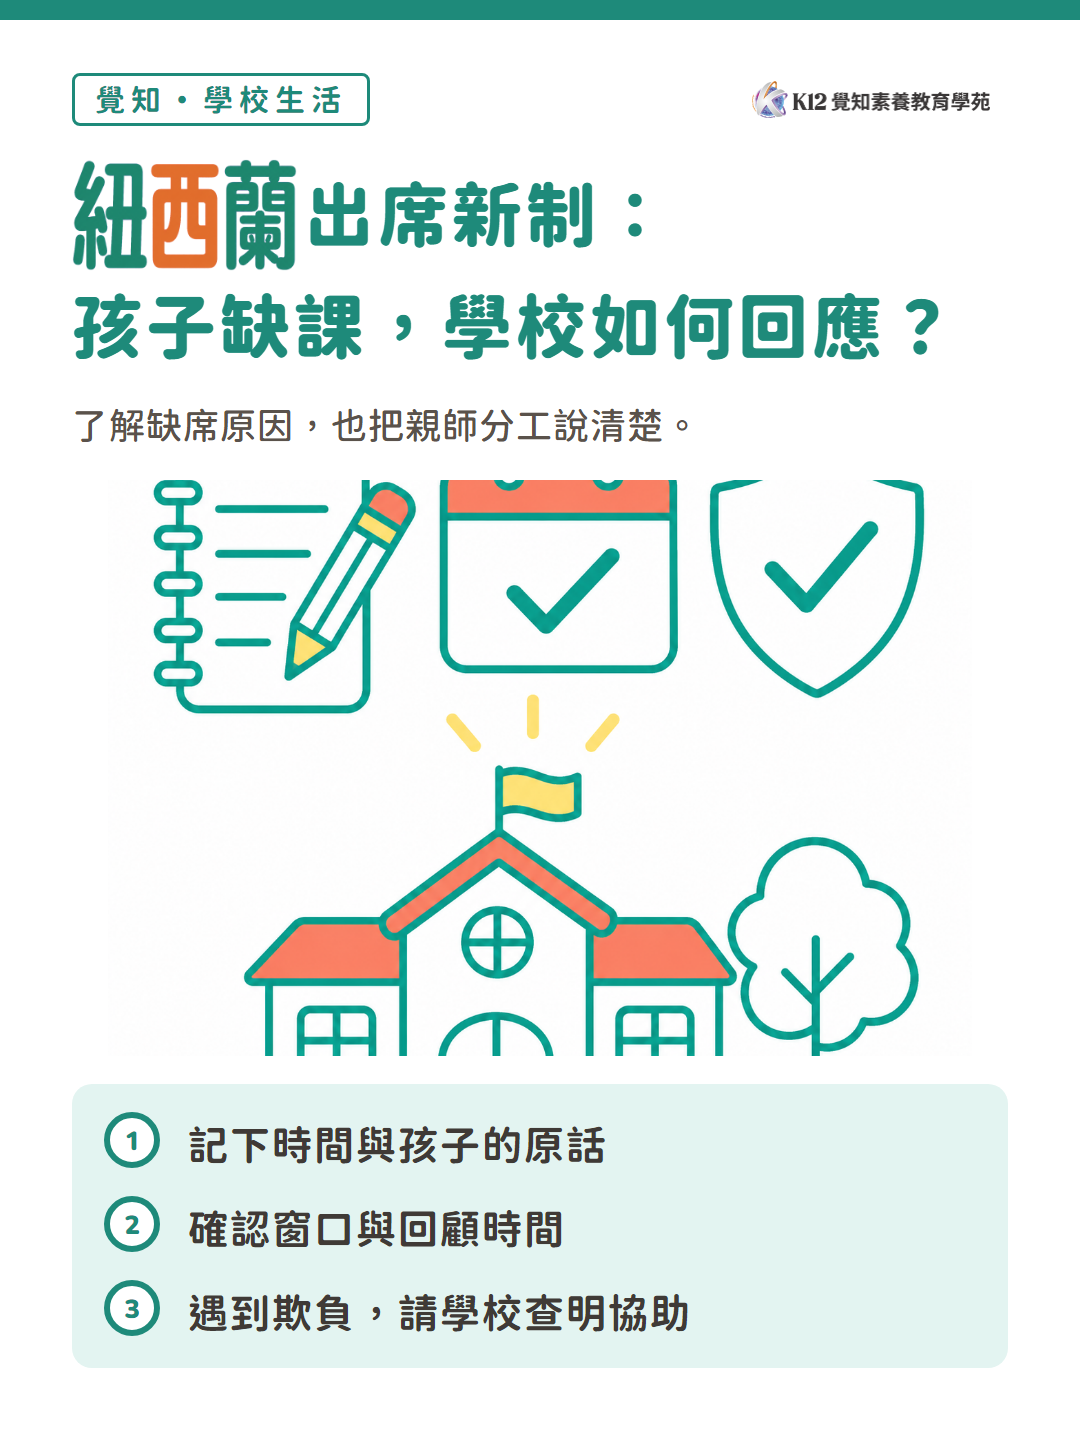 覺知・學校生活
K12 覺知素養教育學苑
紐西蘭出席新制：
孩子缺課，學校如何回應？
了解缺席原因，也把親師分工說清楚。
1 記下時間與孩子的原話
2 確認窗口與回顧時間
3 遇到欺負，請學校查明協助